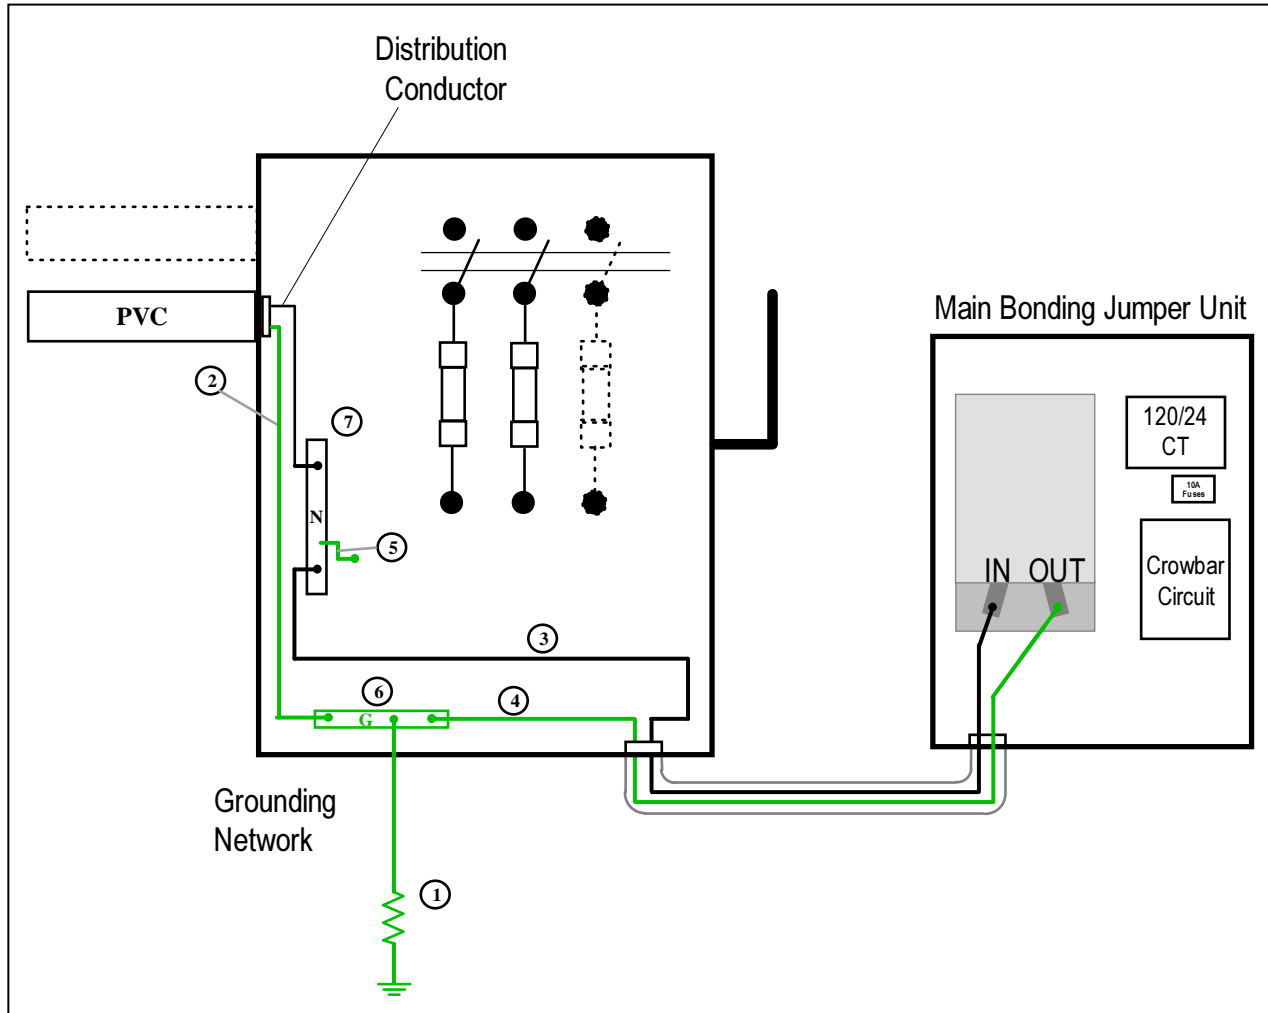 Distribution
Conductor
PVC
Main Bonding Jumper Unit
2
7
120/24
CT
10A
Fuses
N
5
IN OUT
Crowbar
Circuit
3
6
4
G
Grounding
Network
1